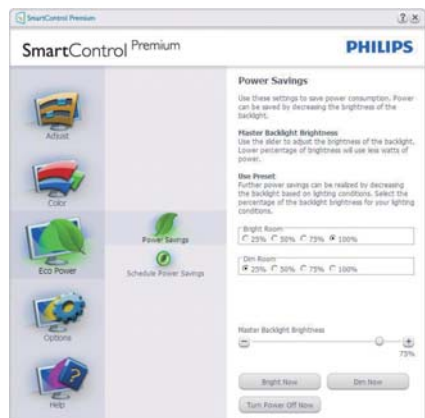 SmartControl Premium
SmartControl Premium
PHILIPS
Adjust
Color
Eco Power
Options
Help
Power Savings
Schedule Power Savings
Power Savings
Use these settings to save power consumption. Power
can be saved by decreasing the brightness of the
backlight.
Master Backlight Brightness
Use the slider to adjust the brightness of the backlight.
Lower percentage of brightness will use less watts of
power.
Use Preset
Further power savings can be realized by decreasing
the backlight based on lighting conditions. Select the
percentage of the backlight brightness for your lighting
conditions.
Bright Room
25% 50% 75% 100%
Dim Room
25% 50% 75% 100%
Master Backlight Brightness
75%
Bright Now Dim Now
Turn Power Off Now